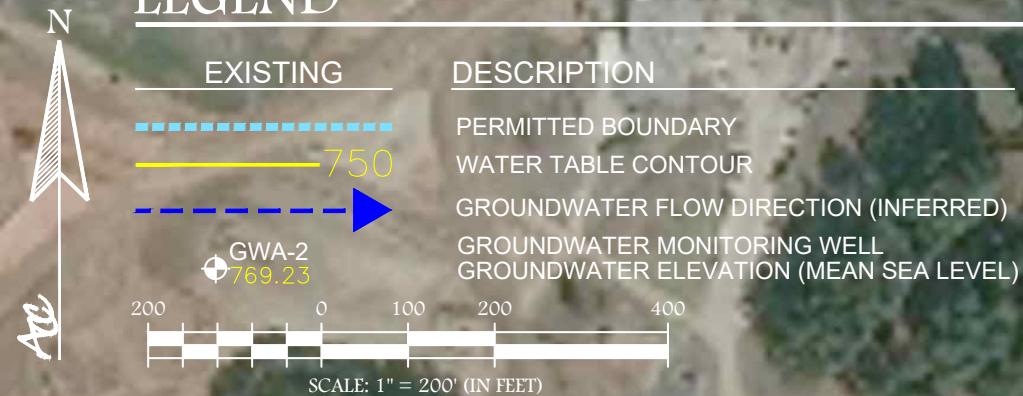 LEGEND
N
EXISTING DESCRIPTION
PERMITTED BOUNDARY
750 WATER TABLE CONTOUR
GROUNDWATER FLOW DIRECTION (INFERRED)
GWA-2 GROUNDWATER MONITORING WELL
769.23 GROUNDWATER ELEVATION (MEAN SEA LEVEL)
200 0 100 200 400
SCALE: 1" = 200' (IN FEET)